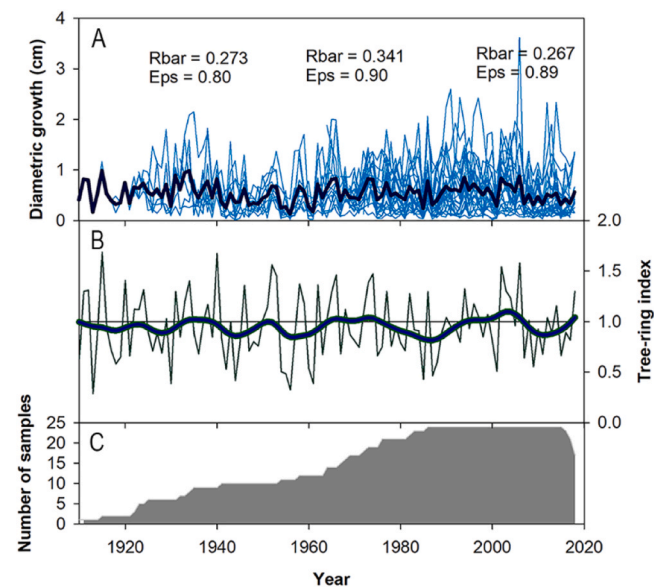 4
A
Rbar = 0.273
Eps = 0.80
Rbar = 0.341
Eps = 0.90
Rbar = 0.267
Eps = 0.89
3
2
1
0
Diametric growth (cm)
2.0
B
1.5
1.0
0.5
0.0
Tree-ring index
25
C
20
15
10
5
0
Number of samples
1920
1940
1960
1980
2000
2020
Year